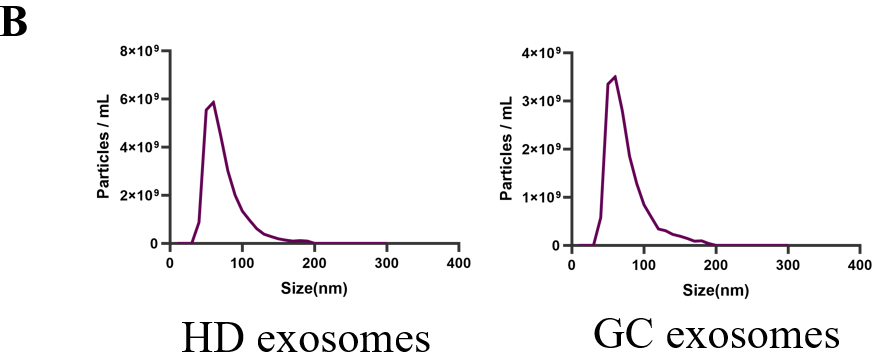 B
Particles / mL
8×10⁹
6×10⁹
4×10⁹
2×10⁹
0
0 100 200 300 400
Size(nm)
HD exosomes
Particles / mL
4×10⁹
3×10⁹
2×10⁹
1×10⁹
0
0 100 200 300 400
Size(nm)
GC exosomes